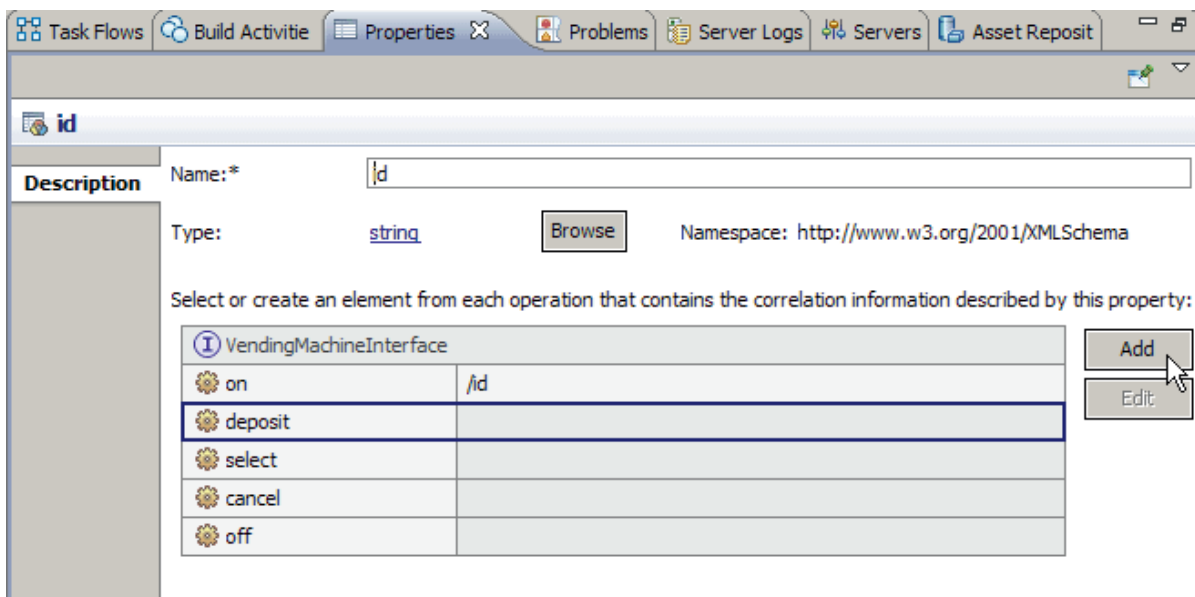 Task Flows Build Activitie Properties Problems Server Logs Servers Asset Reposit
id
Description
Name:* id
Type: string Browse Namespace: http://www.w3.org/2001/XMLSchema
Select or create an element from each operation that contains the correlation information described by this property:
I VendingMachineInterface Add
on /id
Edit
deposit
select
cancel
off